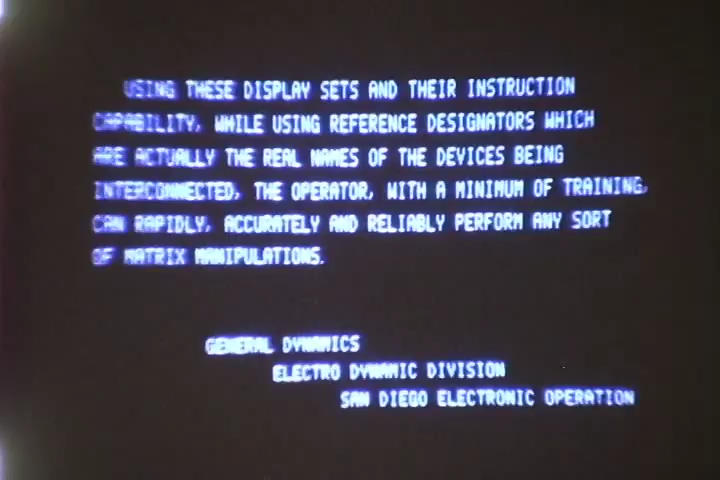 USING THESE DISPLAY SETS AND THEIR INSTRUCTION
CAPABILITY, WHILE USING REFERENCE DESIGNATORS WHICH
ARE ACTUALLY THE REAL NAMES OF THE DEVICES BEING
INTERCONNECTED, THE OPERATOR, WITH A MINIMUM OF TRAINING,
CAN RAPIDLY, ACCURATELY AND RELIABLY PERFORM ANY SORT
OF MATRIX MANIPULATIONS.
GENERAL DYNAMICS
ELECTRO DYNAMIC DIVISION
SAN DIEGO ELECTRONIC OPERATION